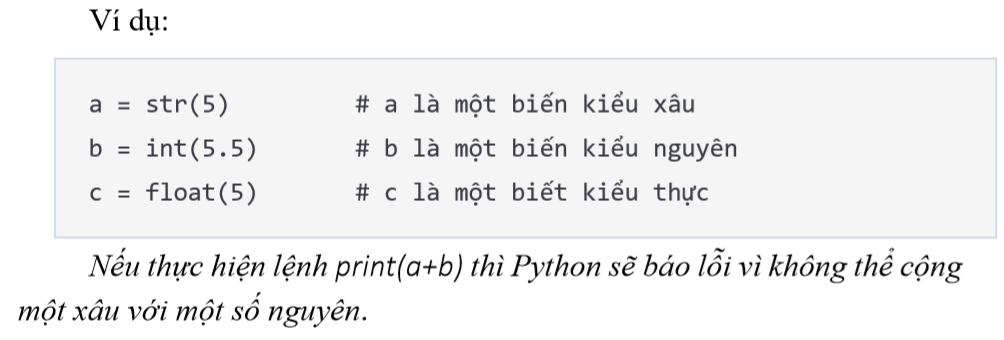 Ví dụ:
a = str(5) # a là một biến kiểu xâu
b = int(5.5) # b là một biến kiểu nguyên
c = float(5) # c là một biết kiểu thực
Nếu thực hiện lệnh print(a+b) thì Python sẽ báo lỗi vì không thể cộng
một xâu với một số nguyên.